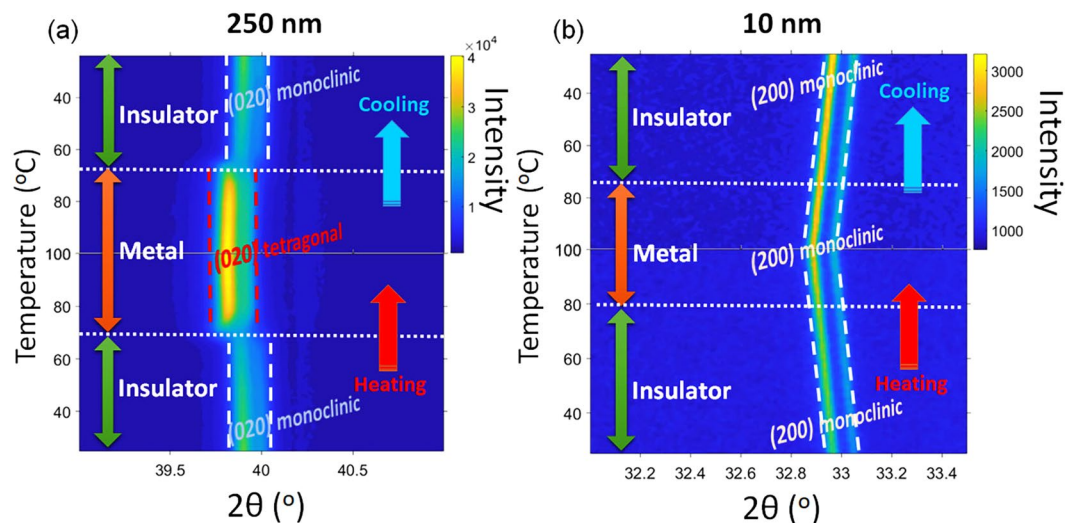 (a)
250 nm
Temperature (°C)
40
60
80
100
80
60
40
Insulator
Metal
Insulator
(020) monoclinic
(020) tetragonal
(020) monoclinic
Cooling
Heating
39.5
40
40.5
2θ (°)
×10⁴
4
3
2
1
Intensity
(b)
10 nm
Temperature (°C)
40
60
80
100
80
60
40
Insulator
Metal
Insulator
(200) monoclinic
(200) monoclinic
(200) monoclinic
Cooling
Heating
32.2
32.4
32.6
32.8
33
33.2
33.4
2θ (°)
3000
2500
2000
1500
1000
Intensity